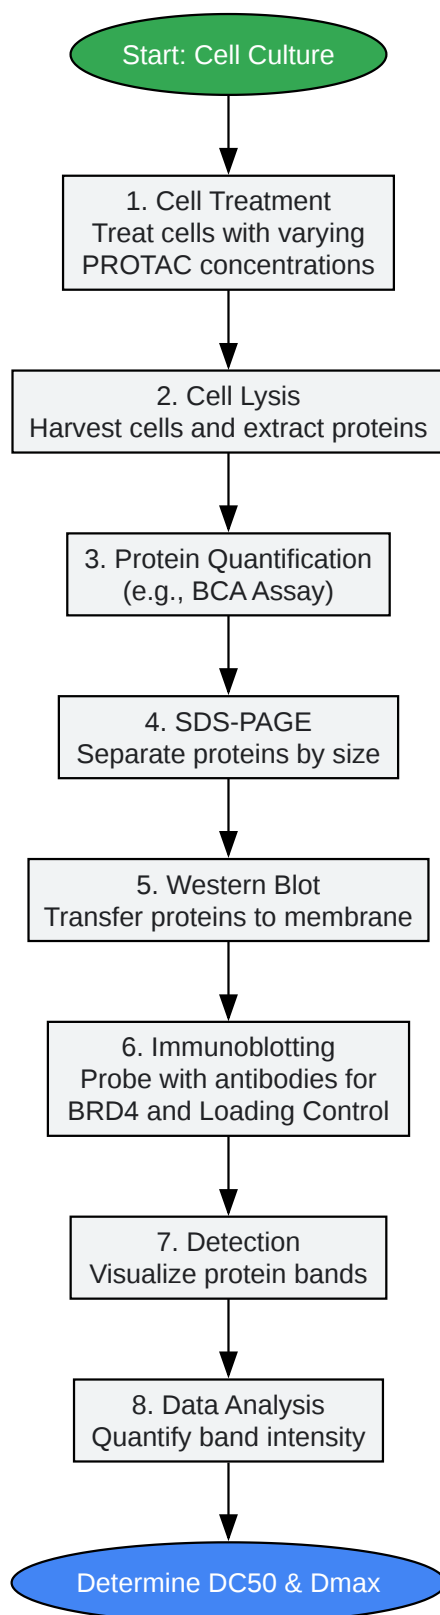 Start: Cell Culture
1. Cell Treatment
Treat cells with varying
PROTAC concentrations
2. Cell Lysis
Harvest cells and extract proteins
3. Protein Quantification
(e.g., BCA Assay)
4. SDS-PAGE
Separate proteins by size
5. Western Blot
Transfer proteins to membrane
6. Immunoblotting
Probe with antibodies for
BRD4 and Loading Control
7. Detection
Visualize protein bands
8. Data Analysis
Quantify band intensity
Determine DC50 & Dmax